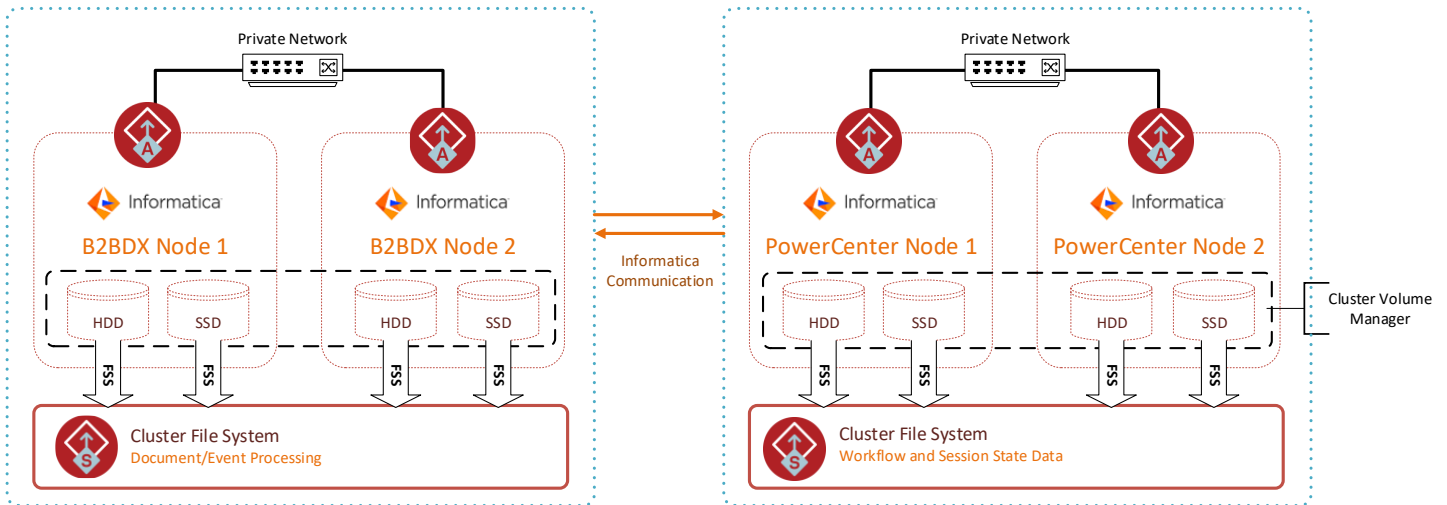 Private Network
A
A
Informatica
Informatica
B2BDX Node 1
B2BDX Node 2
HDD
SSD
HDD
SSD
FSS
FSS
FSS
FSS
S
Cluster File System
Document/Event Processing
Informatica
Communication
Private Network
A
A
Informatica
Informatica
PowerCenter Node 1
PowerCenter Node 2
HDD
SSD
HDD
SSD
FSS
FSS
FSS
FSS
S
Cluster File System
Workflow and Session State Data
Cluster Volume
Manager